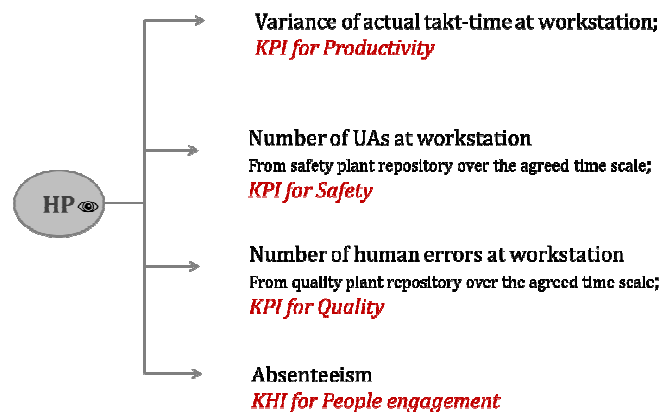 Variance of actual takt-time at workstation;
KPI for Productivity
Number of UAs at workstation
From safety plant repository over the agreed time scale;
KPI for Safety
HP
Number of human errors at workstation
From quality plant repository over the agreed time scale;
KPI for Quality
Absenteeism
KHI for People engagement